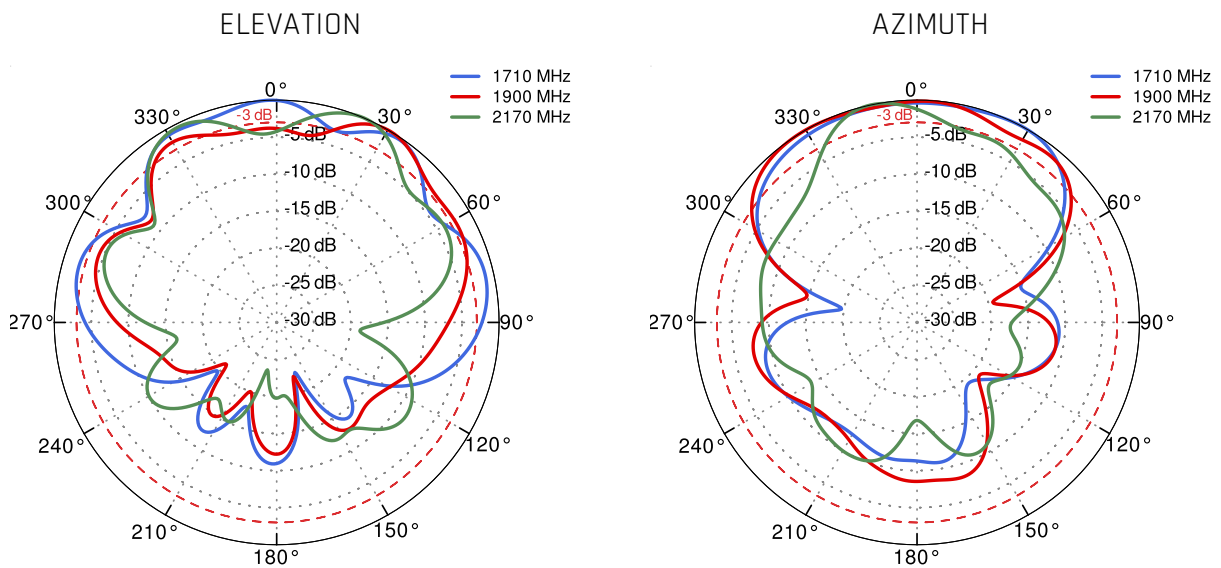 ELEVATION
1710 MHz
1900 MHz
2170 MHz
0°
-3 dB
330°
30°
-5 dB
-10 dB
300°
60°
-15 dB
-20 dB
-25 dB
270°
-30 dB
90°
240°
120°
210°
150°
180°
AZIMUTH
1710 MHz
1900 MHz
2170 MHz
0°
-3 dB
330°
30°
-5 dB
-10 dB
300°
60°
-15 dB
-20 dB
-25 dB
270°
-30 dB
90°
240°
120°
210°
150°
180°